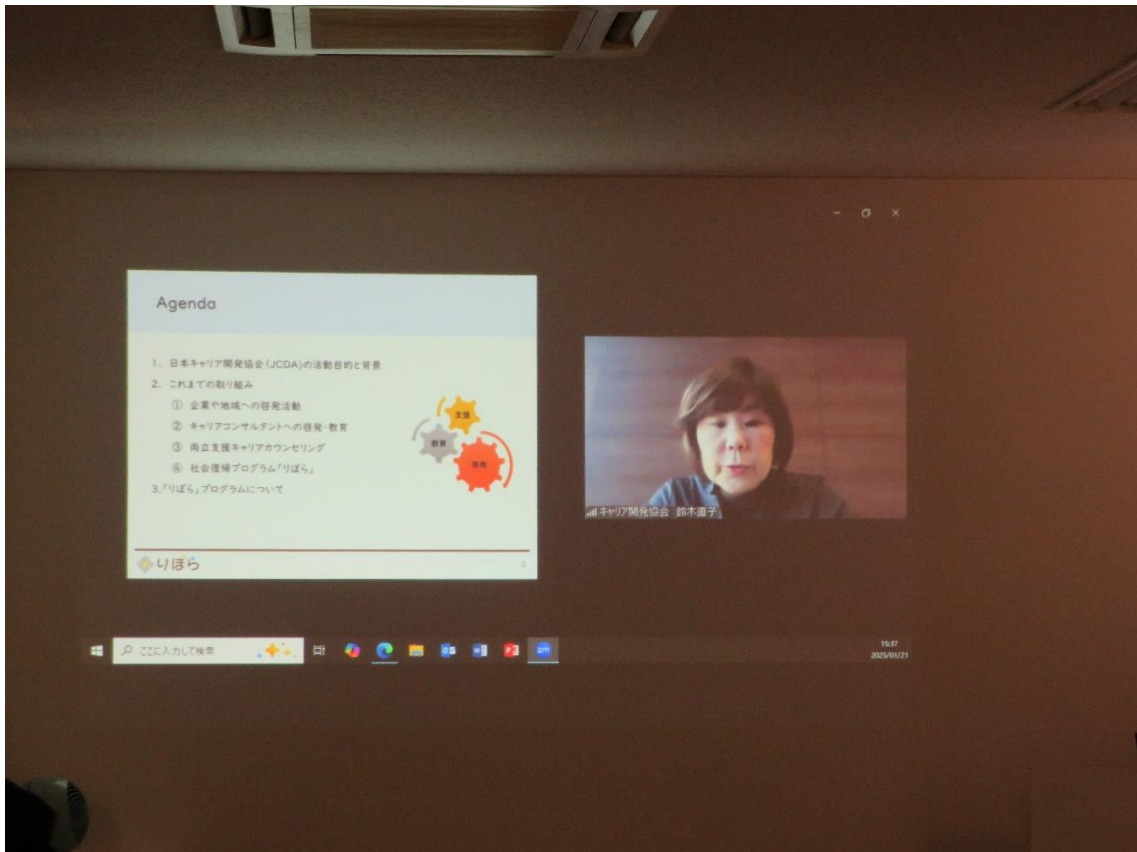 Agenda
1. 日本キャリア開発協会(JCDA)の活動目的と背景
2. これまでの取り組み
① 企業や地域への啓発活動
② キャリアコンサルタントへの啓発・教育
③ 両立支援キャリアカウンセリング
④ 社会復帰プログラム「りぼら」
3.「りぼら」プログラムについて
支援
教育
啓発
りぼら
2
キャリア開発協会 鈴木直子
ここに入力して検索
zm
15:37
2025/01/21